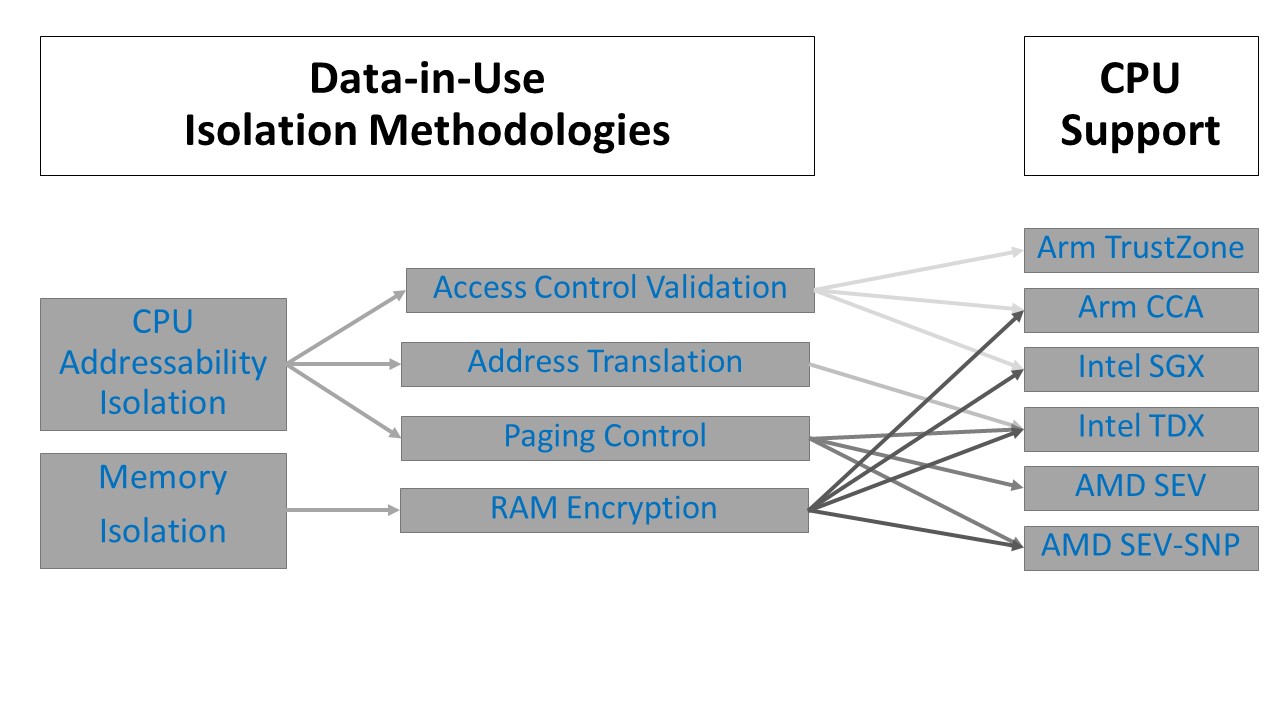 Data-in-Use
Isolation Methodologies
CPU
Support
CPU
Addressability
Isolation
Memory
Isolation
Access Control Validation
Address Translation
Paging Control
RAM Encryption
Arm TrustZone
Arm CCA
Intel SGX
Intel TDX
AMD SEV
AMD SEV-SNP